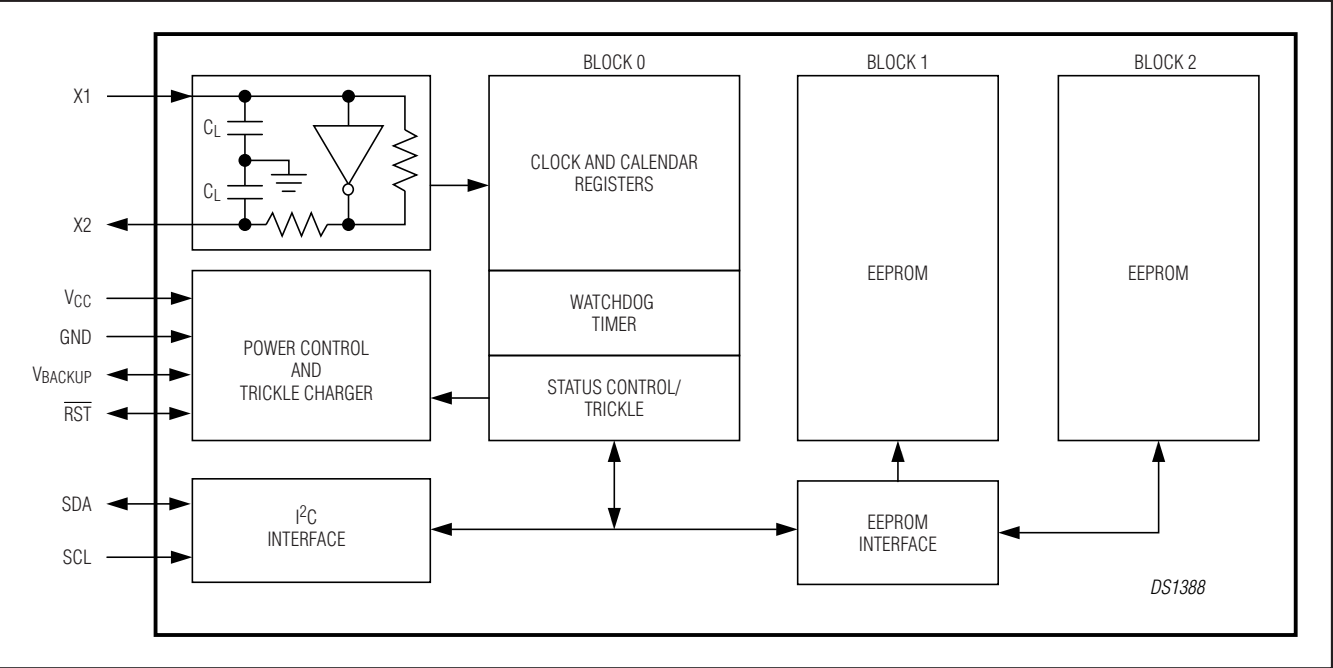 BLOCK 0
BLOCK 1
BLOCK 2
X1
X2
CL
CL
CLOCK AND CALENDAR
REGISTERS
EEPROM
EEPROM
WATCHDOG
TIMER
STATUS CONTROL/
TRICKLE
VCC
GND
VBACKUP
RST
POWER CONTROL
AND
TRICKLE CHARGER
SDA
SCL
I2C
INTERFACE
EEPROM
INTERFACE
DS1388